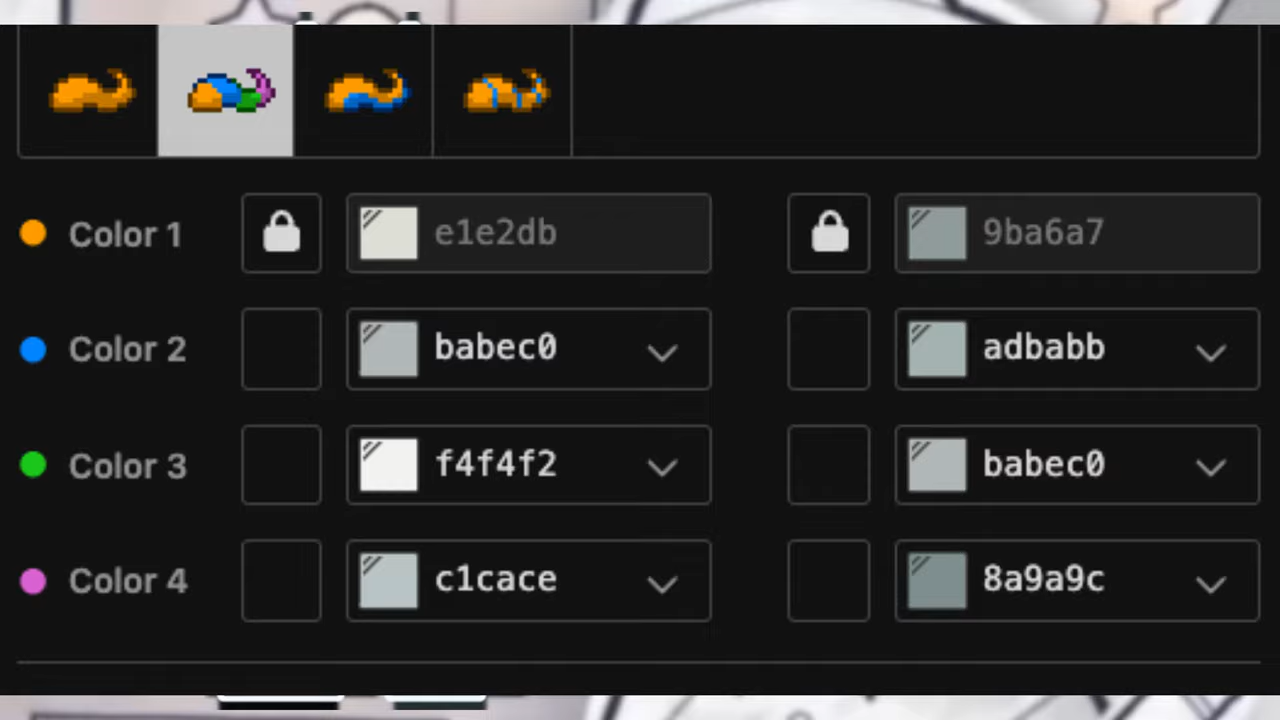 Color 1 e1e2db 9ba6a7
Color 2 babec0 adbabb
Color 3 f4f4f2 babec0
Color 4 c1cace 8a9a9c